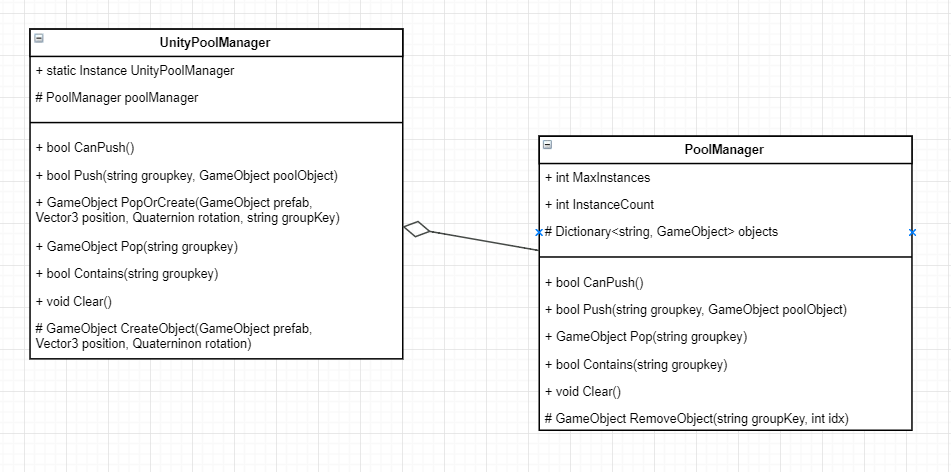 UnityPoolManager
+ static Instance UnityPoolManager
# PoolManager poolManager
+ bool CanPush()
+ bool Push(string groupkey, GameObject poolObject)
+ GameObject PopOrCreate(GameObject prefab,
Vector3 position, Quaternion rotation, string groupKey)
+ GameObject Pop(string groupkey)
+ bool Contains(string groupkey)
+ void Clear()
# GameObject CreateObject(GameObject prefab,
Vector3 position, Quaterninon rotation)
PoolManager
+ int MaxInstances
+ int InstanceCount
# Dictionary<string, GameObject> objects
+ bool CanPush()
+ bool Push(string groupkey, GameObject poolObject)
+ GameObject Pop(string groupkey)
+ bool Contains(string groupkey)
+ void Clear()
# GameObject RemoveObject(string groupKey, int idx)